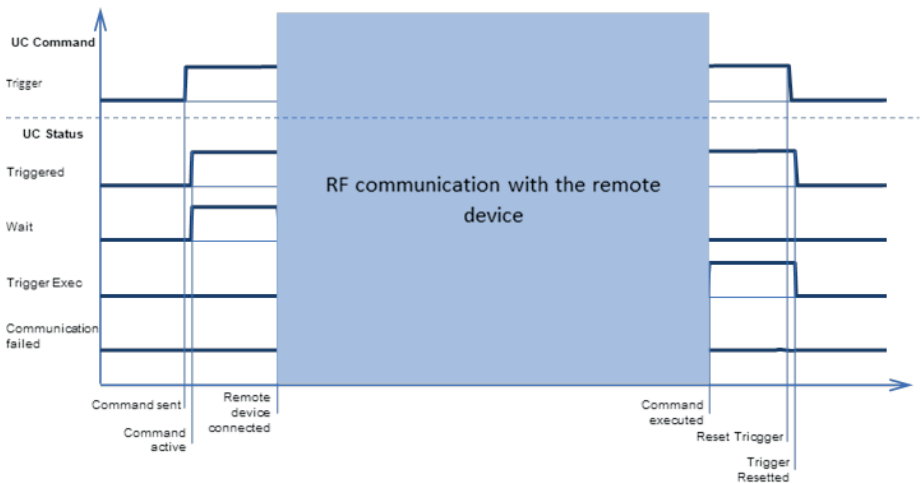 UC Command
Trigger
UC Status
Triggered
Wait
Trigger Exec
Communication
failed
RF communication with the remote
device
Command sent
Command
active
Remote
device
connected
Command
executed
Reset Tricgger
Trigger
Resetted